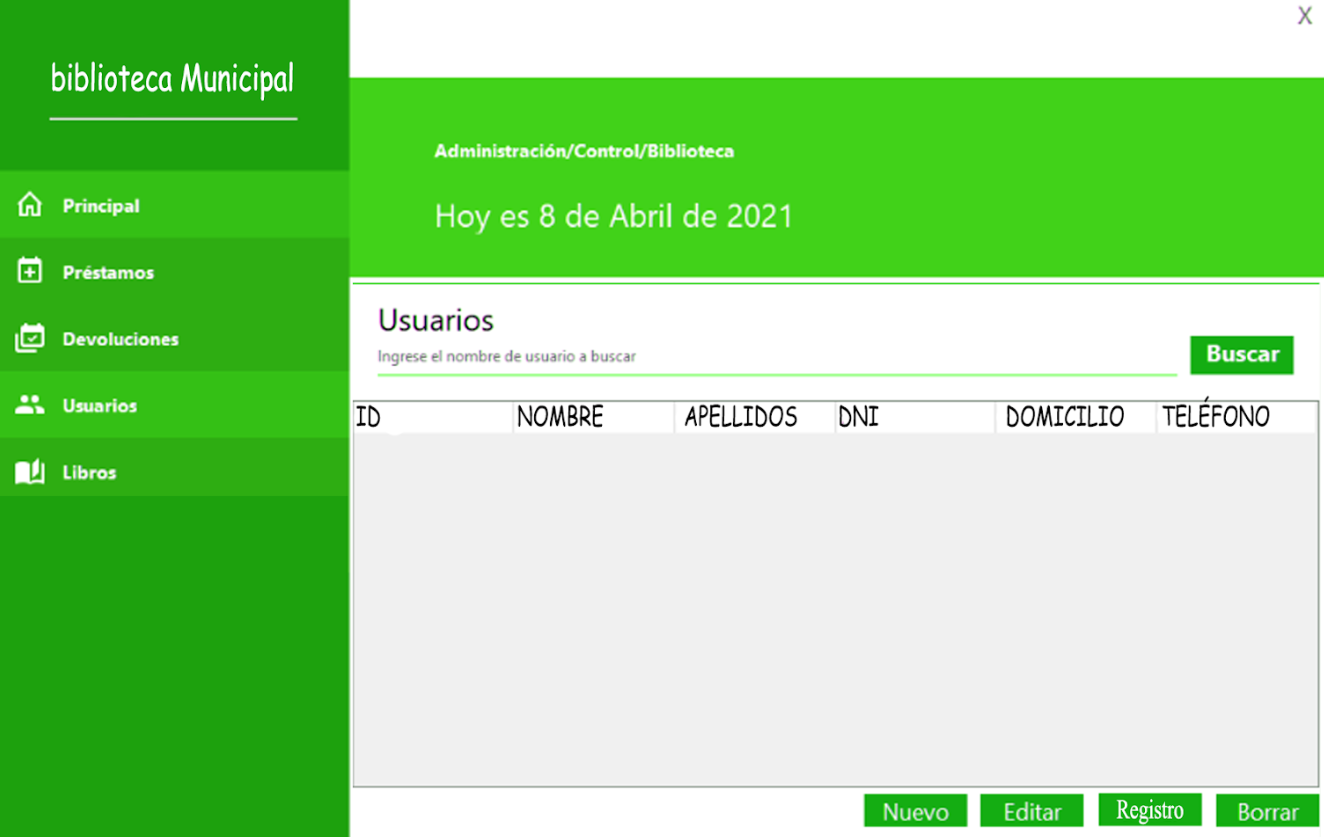 X
biblioteca Municipal
Administración/Control/Biblioteca
Hoy es 8 de Abril de 2021
Principal
Préstamos
Devoluciones
Usuarios
Libros
Usuarios
Ingrese el nombre de usuario a buscar
Buscar
ID NOMBRE APELLIDOS DNI DOMICILIO TELÉFONO
Nuevo Editar Registro Borrar